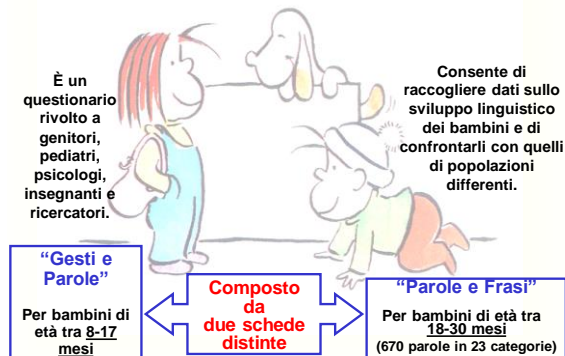 È un
questionario
rivolto a
genitori,
pediatri,
psicologi,
insegnanti e
ricercatori.
Consente di
raccogliere dati sullo
sviluppo linguistico
dei bambini e di
confrontarli con quelli
di popolazioni
differenti.
“Gesti e
Parole”
Per bambini di
età tra 8-17
mesi
Composto
da
due schede
distinte
“Parole e Frasi”
Per bambini di età tra
18-30 mesi
(670 parole in 23 categorie)